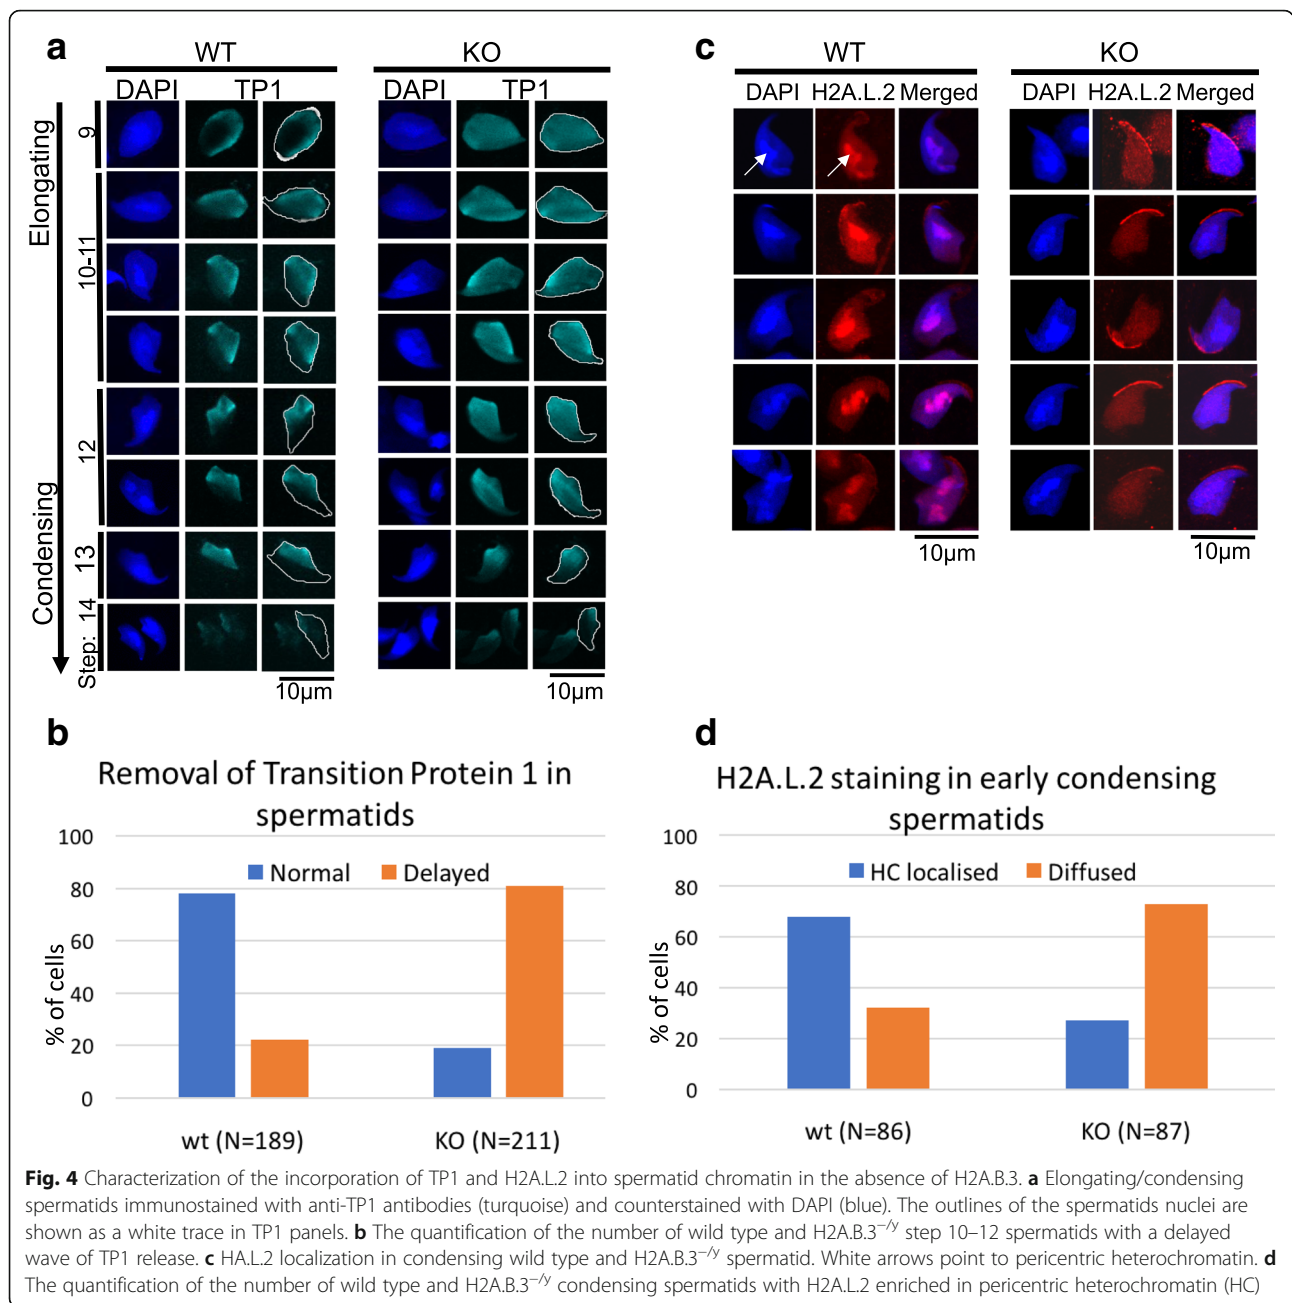 a
WT
KO
DAPI TP1
DAPI TP1
Elongating
Condensing
9
10-11
12
13
Step: 14
10µm
10µm
c
WT
KO
DAPI H2A.L.2 Merged
DAPI H2A.L.2 Merged
10µm
10µm
b
Removal of Transition Protein 1 in
spermatids
100
80
60
40
20
0
% of cells
Normal Delayed
wt (N=189)
KO (N=211)
d
H2A.L.2 staining in early condensing
spermatids
100
80
60
40
20
0
% of cells
HC localised Diffused
wt (N=86)
KO (N=87)
Fig. 4 Characterization of the incorporation of TP1 and H2A.L.2 into spermatid chromatin in the absence of H2A.B.3. a Elongating/condensing
spermatids immunostained with anti-TP1 antibodies (turquoise) and counterstained with DAPI (blue). The outlines of the spermatids nuclei are
shown as a white trace in TP1 panels. b The quantification of the number of wild type and H2A.B.3⁻/ʸ step 10–12 spermatids with a delayed
wave of TP1 release. c HA.L.2 localization in condensing wild type and H2A.B.3⁻/ʸ spermatid. White arrows point to pericentric heterochromatin. d
The quantification of the number of wild type and H2A.B.3⁻/ʸ condensing spermatids with H2A.L.2 enriched in pericentric heterochromatin (HC)